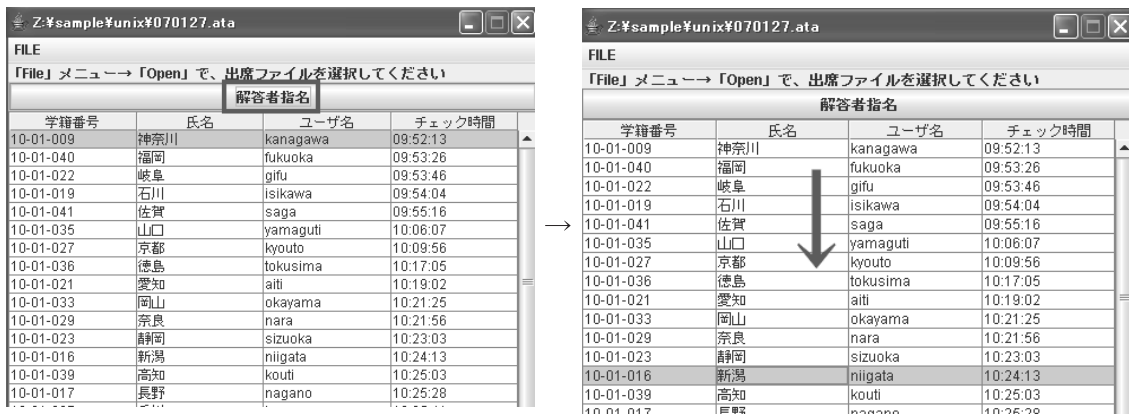 Z:¥sample¥unix¥070127.ata
FILE
「File」メニュー→「Open」で、出席ファイルを選択してください
解答者指名
学籍番号 氏名 ユーザ名 チェック時間
10-01-009 神奈川 kanagawa 09:52:13
10-01-040 福岡 fukuoka 09:53:26
10-01-022 岐阜 gifu 09:53:46
10-01-019 石川 isikawa 09:54:04
10-01-041 佐賀 saga 09:55:16
10-01-035 山口 yamaguti 10:06:07
10-01-027 京都 kyouto 10:09:56
10-01-036 徳島 tokusima 10:17:05
10-01-021 愛知 aiti 10:19:02
10-01-033 岡山 okayama 10:21:25
10-01-029 奈良 nara 10:21:56
10-01-023 静岡 sizuoka 10:23:03
10-01-016 新潟 niigata 10:24:13
10-01-039 高知 kouti 10:25:03
10-01-017 長野 nagano 10:25:28
→
Z:¥sample¥unix¥070127.ata
FILE
「File」メニュー→「Open」で、出席ファイルを選択してください
解答者指名
学籍番号 氏名 ユーザ名 チェック時間
10-01-009 神奈川 kanagawa 09:52:13
10-01-040 福岡 fukuoka 09:53:26
10-01-022 岐阜 gifu 09:53:46
10-01-019 石川 isikawa 09:54:04
10-01-041 佐賀 saga 09:55:16
10-01-035 山口 yamaguti 10:06:07
10-01-027 京都 kyouto 10:09:56
10-01-036 徳島 tokusima 10:17:05
10-01-021 愛知 aiti 10:19:02
10-01-033 岡山 okayama 10:21:25
10-01-029 奈良 nara 10:21:56
10-01-023 静岡 sizuoka 10:23:03
10-01-016 新潟 niigata 10:24:13
10-01-039 高知 kouti 10:25:03
10-01-017 長野 nagano 10:25:28